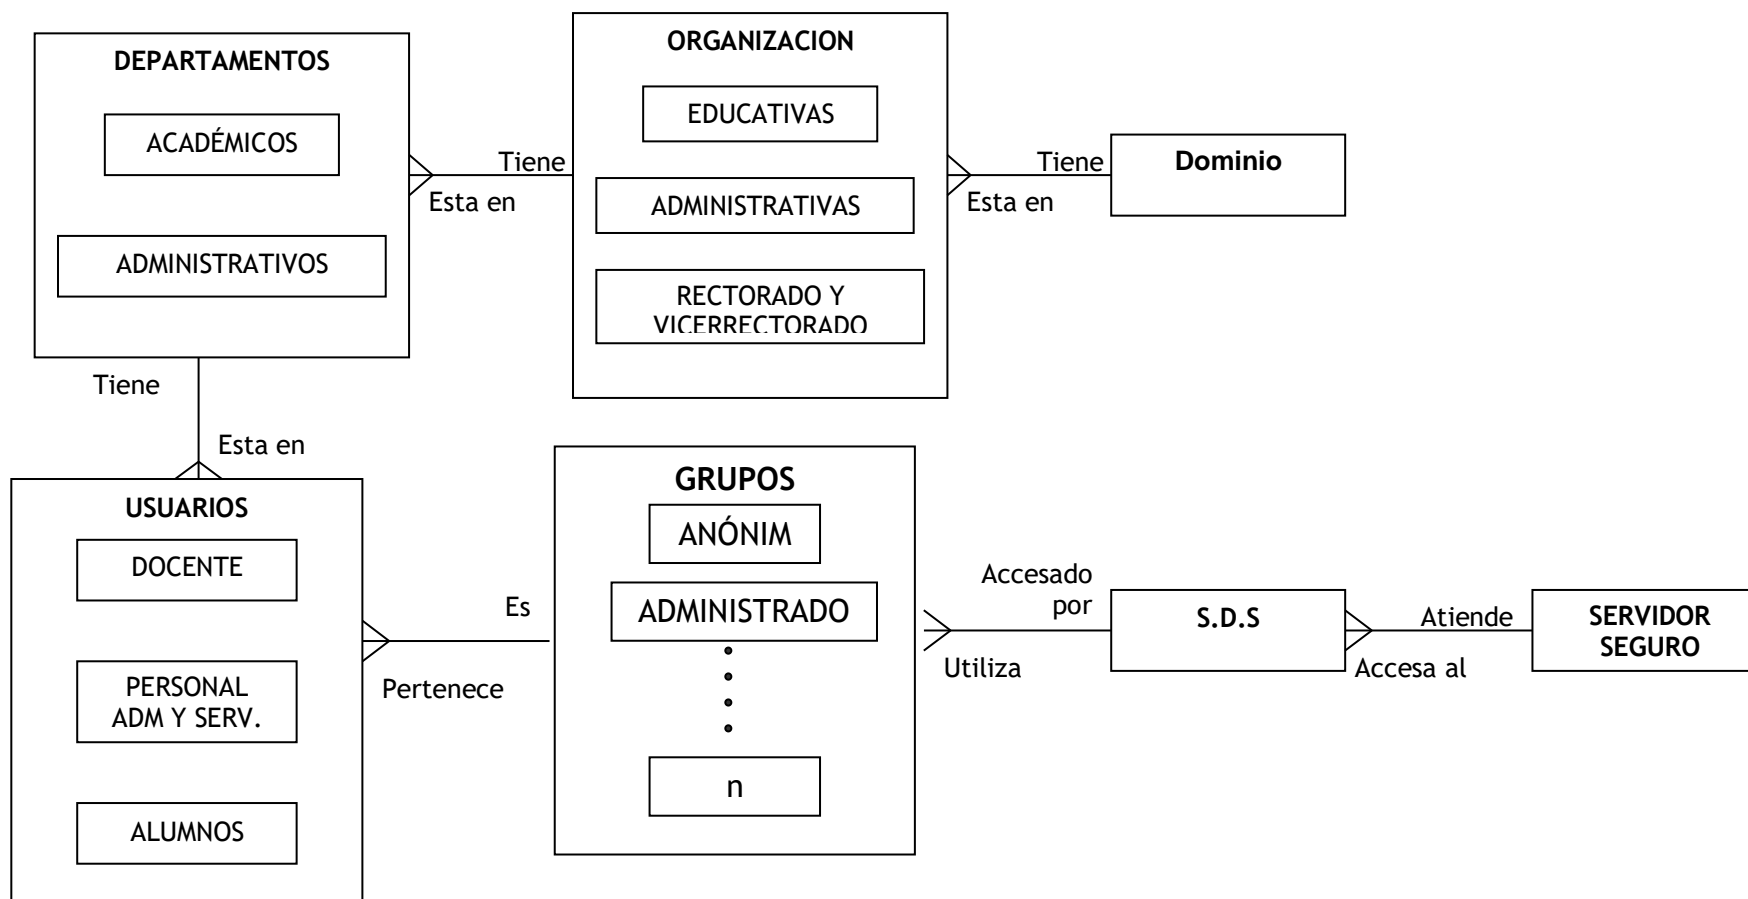 DEPARTAMENTOS
ACADÉMICOS
ADMINISTRATIVOS
Tiene
Esta en
ORGANIZACION
EDUCATIVAS
ADMINISTRATIVAS
RECTORADO Y
VICERRECTORADO
Tiene
Esta en
Dominio
Tiene
Esta en
USUARIOS
DOCENTE
PERSONAL
ADM Y SERV.
ALUMNOS
Es
Pertenece
GRUPOS
ANÓNIM
ADMINISTRADO
n
Accesado
por
Utiliza
S.D.S
Atiende
Accesa al
SERVIDOR
SEGURO